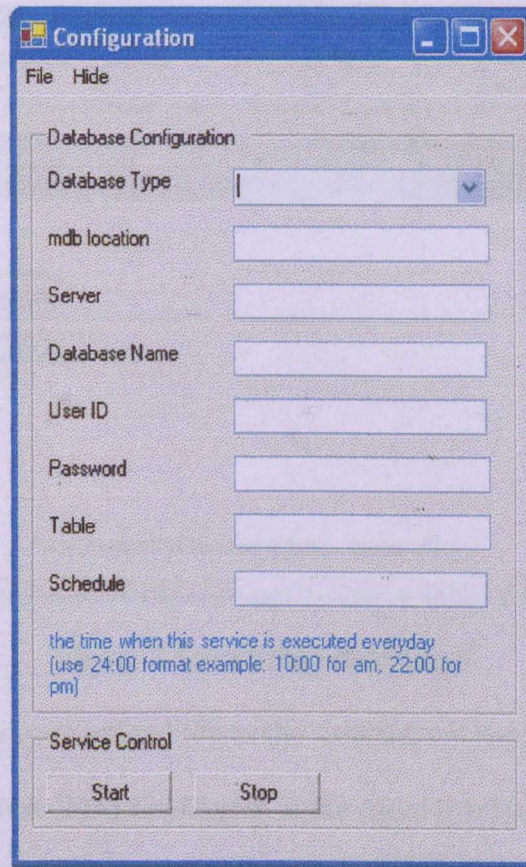 Configuration
File Hide
Database Configuration
Database Type
mdb location
Server
Database Name
User ID
Password
Table
Schedule
the time when this service is executed everyday
(use 24:00 format example: 10:00 for am, 22:00 for
pm)
Service Control
Start Stop